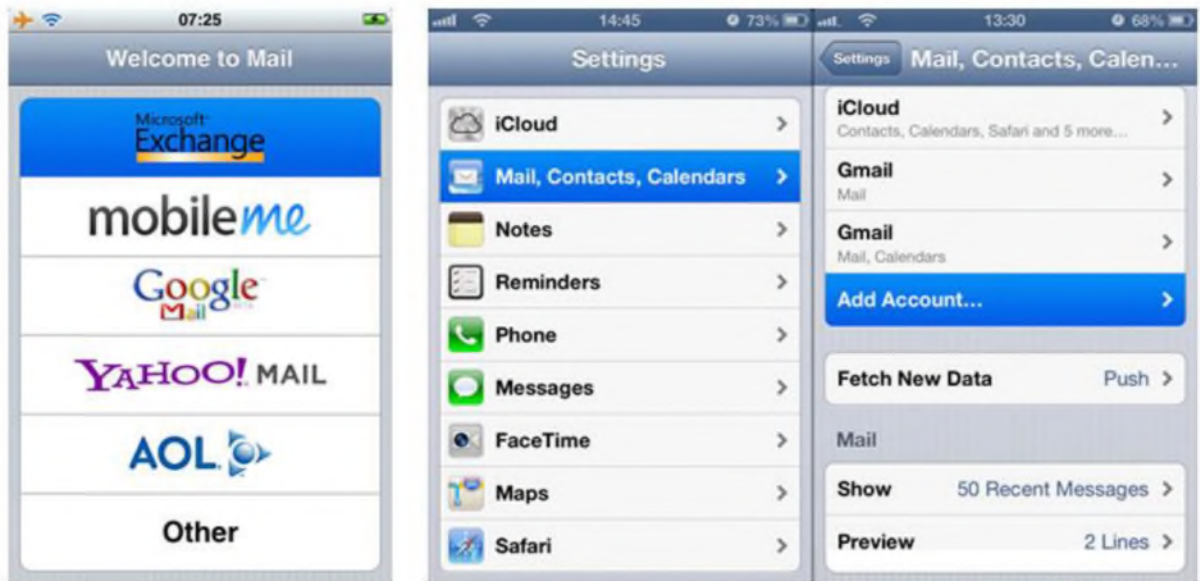 07:25
Welcome to Mail
Microsoft
Exchange
mobileme
Google
Mail
YAHOO! MAIL
AOL
Other
14:45
73%
Settings
iCloud
Mail, Contacts, Calendars
Notes
Reminders
Phone
Messages
FaceTime
Maps
Safari
13:30
68%
Settings
Mail, Contacts, Calen...
iCloud
Contacts, Calendars, Safari and 5 more...
Gmail
Mail
Gmail
Mail, Calendars
Add Account...
Fetch New Data Push
Mail
Show 50 Recent Messages
Preview 2 Lines